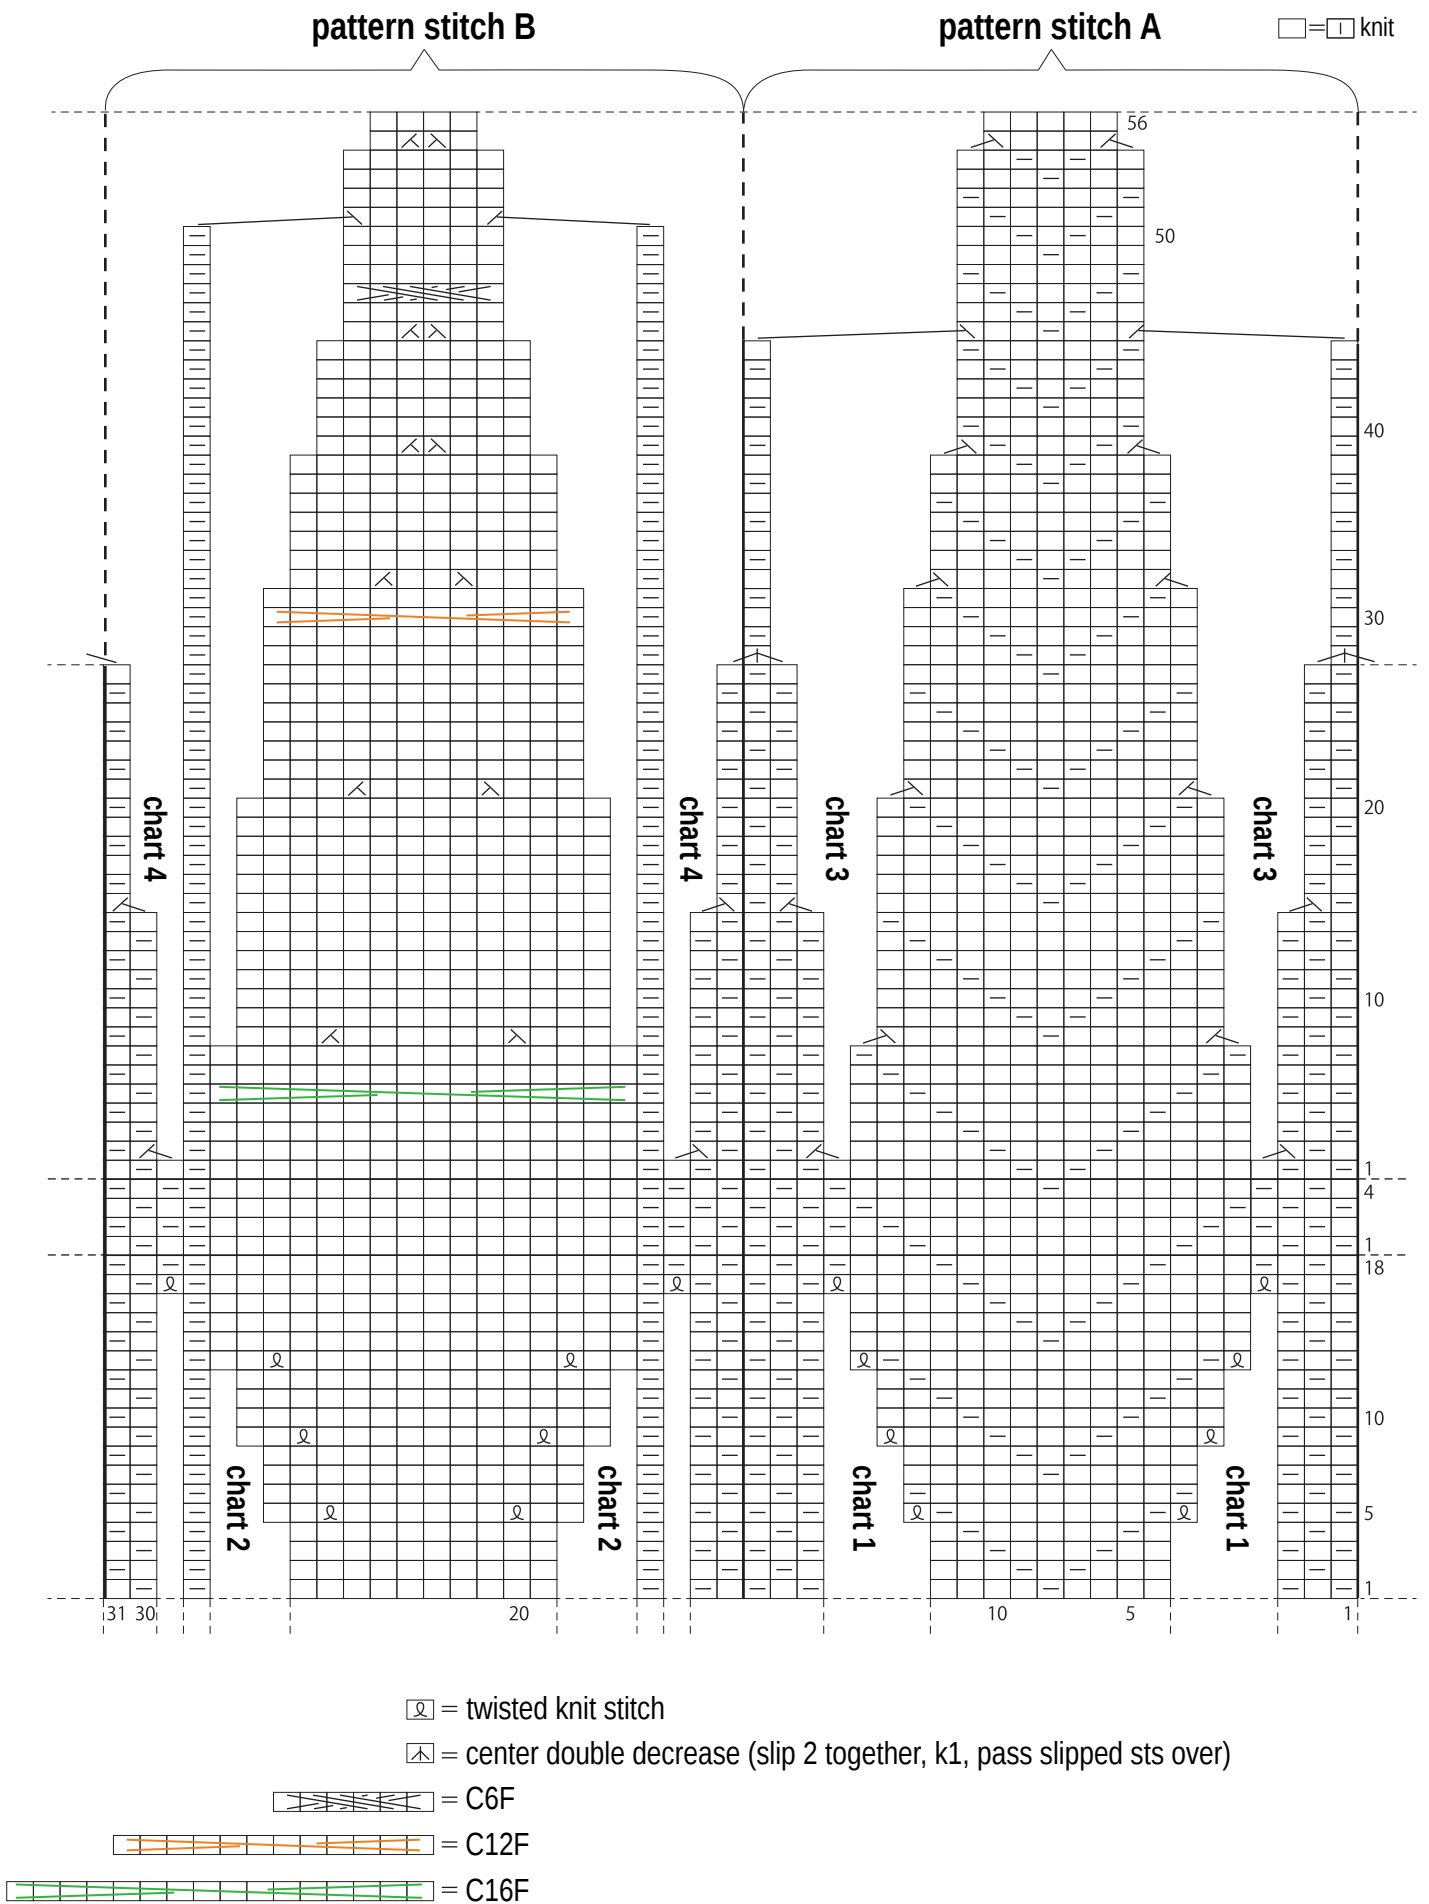 pattern stitch B
pattern stitch A
= knit
56
50
40
30
20
chart 4
chart 4
chart 3
chart 3
10
1
4
1
18
10
chart 2
chart 2
chart 1
chart 1
5
1
31 30 20 10 5 1
= twisted knit stitch
= center double decrease (slip 2 together, k1, pass slipped sts over)
= C6F
= C12F
= C16F